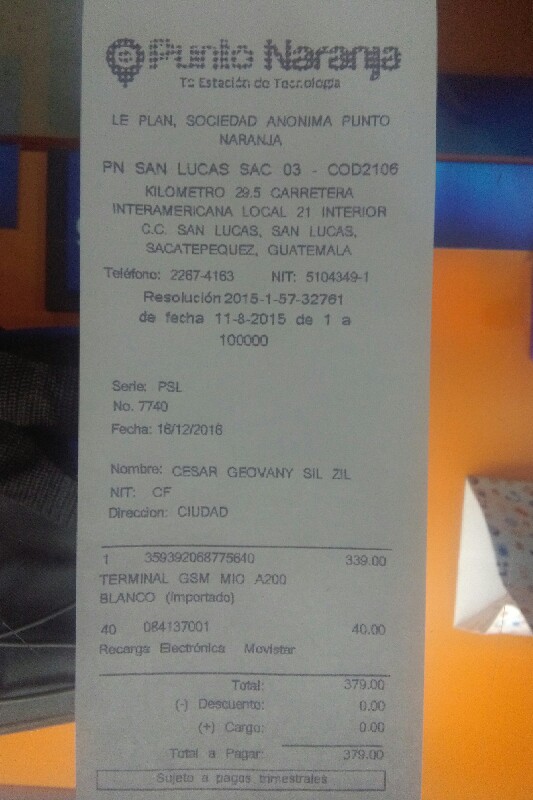 Punto Naranja
Tu Estación de Tecnología
LE PLAN, SOCIEDAD ANONIMA PUNTO
NARANJA
PN SAN LUCAS SAC 03 - COD2106
KILOMETRO 29.5 CARRETERA
INTERAMERICANA LOCAL 21 INTERIOR
C.C. SAN LUCAS, SAN LUCAS,
SACATEPEQUEZ, GUATEMALA
Teléfono: 2267-4163 NIT: 5104349-1
Resolución 2015-1-57-32761
de fecha 11-8-2015 de 1 a
100000
Serie: PSL
No. 7740
Fecha: 16/12/2016
Nombre: CESAR GEOVANY SIL ZIL
NIT: CF
Direccion: CIUDAD
1 359392068775640 339.00
TERMINAL GSM MIO A200
BLANCO (Importado)
40 084137001 40.00
Recarga Electrónica Movistar
Total: 379.00
(-) Descuento: 0.00
(+) Cargo: 0.00
Total a Pagar: 379.00
Sujeto a pagos trimestrales